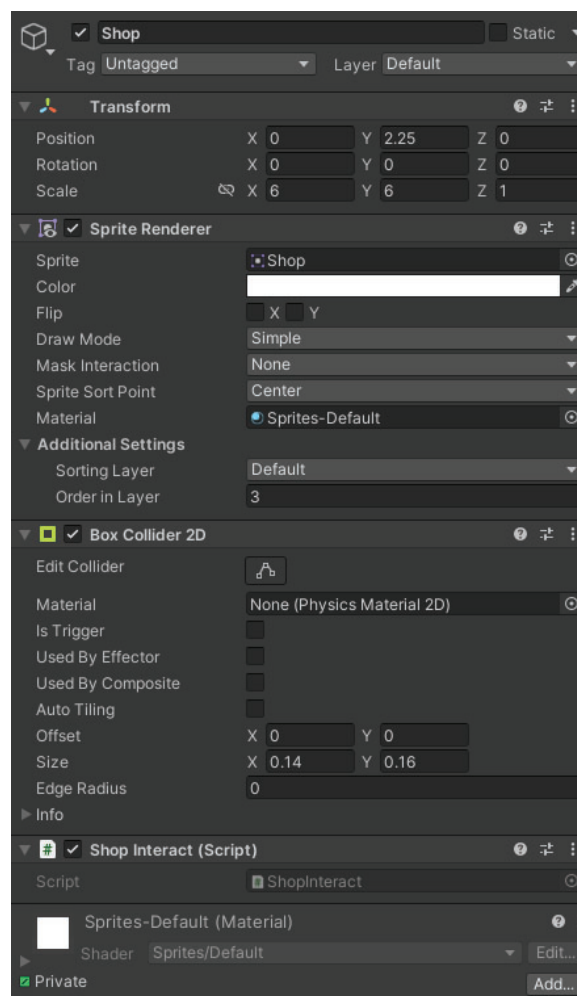 Shop Static
Tag Untagged Layer Default
Transform
Position X 0 Y 2.25 Z 0
Rotation X 0 Y 0 Z 0
Scale X 6 Y 6 Z 1
Sprite Renderer
Sprite Shop
Color
Flip X Y
Draw Mode Simple
Mask Interaction None
Sprite Sort Point Center
Material Sprites-Default
Additional Settings
Sorting Layer Default
Order in Layer 3
Box Collider 2D
Edit Collider
Material None (Physics Material 2D)
Is Trigger
Used By Effector
Used By Composite
Auto Tiling
Offset X 0 Y 0
Size X 0.14 Y 0.16
Edge Radius 0
Info
# Shop Interact (Script)
Script ShopInteract
Sprites-Default (Material)
Shader Sprites/Default Edit...
Private Add...